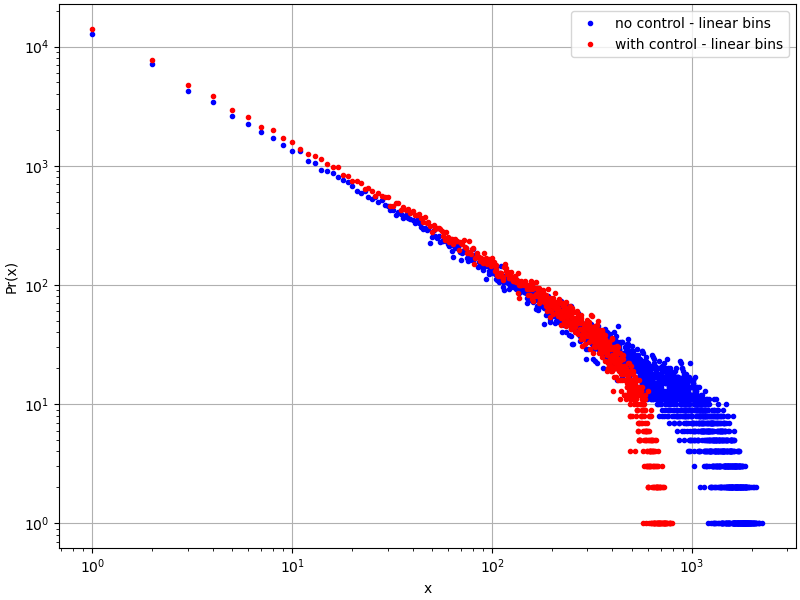 no control - linear bins
with control - linear bins
Pr(x)
10⁴
10³
10²
10¹
10⁰
10⁰ 10¹ 10² 10³
x